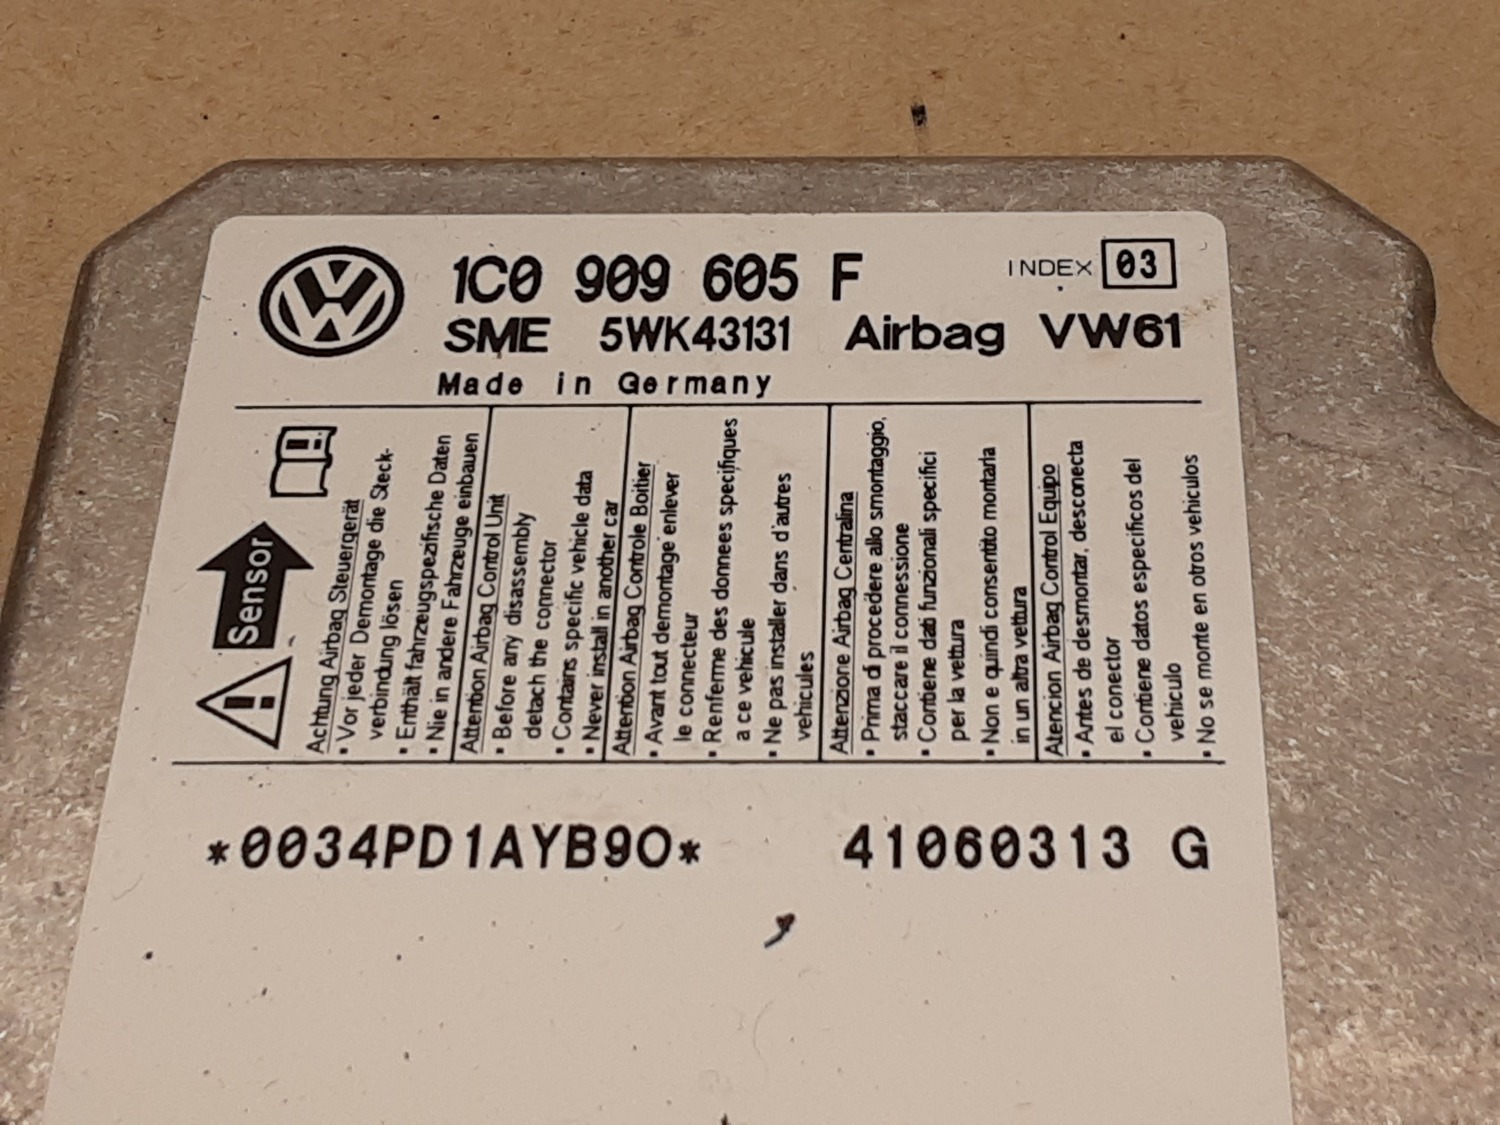 1C0 909 605 F INDEX 03
SME 5WK43131 Airbag VW61
Made in Germany
Sensor
Achtung Airbag Steuergerät
• Vor jeder Demontage die Steck-
verbindung lösen
• Enthält fahrzeugspezifische Daten
• Nie in andere Fahrzeuge einbauen
Attention Airbag Control Unit
• Before any disassembly
detach the connector
• Contains specific vehicle data
• Never install in another car
Attention Airbag Controle Boitier
• Avant tout demontage enlever
le connecteur
• Renferme des donnees specifiques
a ce vehicule
• Ne pas installer dans d'autres
vehicules
Attenzione Airbag Centralina
• Prima di procedere allo smontaggio,
staccare il connessione
• Contiene dati funzionali specifici
per la vettura
• Non e quindi consentito montarla
in un altra vettura
Atencion Airbag Control Equipo
• Antes de desmontar, desconecta
el conector
• Contiene datos especificos del
vehiculo
• No se monte en otros vehiculos
*0034PD1AYB9O* 41060313 G